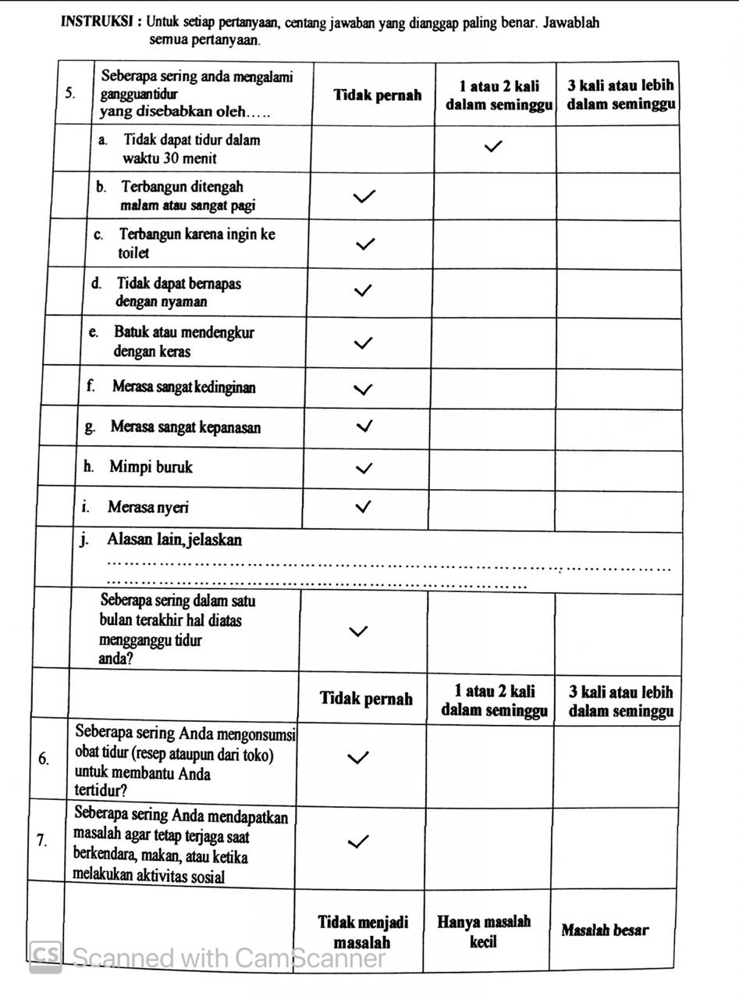 INSTRUKSI : Untuk setiap pertanyaan, centang jawaban yang dianggap paling benar. Jawablah
semua pertanyaan.
5.
Seberapa sering anda mengalami
gangguantidur
yang disebabkan oleh.….
Tidak pernah
1 atau 2 kali
dalam seminggu
3 kali atau lebih
dalam seminggu
a. Tidak dapat tidur dalam
waktu 30 menit
✓
b. Terbangun ditengah
malam atau sangat pagi
✓
c. Terbangun karena ingin ke
toilet
✓
d. Tidak dapat bernapas
dengan nyaman
✓
e. Batuk atau mendengkur
dengan keras
✓
f. Merasa sangat kedinginan
✓
g. Merasa sangat kepanasan
✓
h. Mimpi buruk
✓
i. Merasa nyeri
✓
j. Alasan lain, jelaskan
……………………………………………………………………………
………………………………………………………
Seberapa sering dalam satu
bulan terakhir hal diatas
mengganggu tidur
anda?
✓
Tidak pernah
1 atau 2 kali
dalam seminggu
3 kali atau lebih
dalam seminggu
6.
Seberapa sering Anda mengonsumsi
obat tidur (resep ataupun dari toko)
untuk membantu Anda
tertidur?
✓
7.
Seberapa sering Anda mendapatkan
masalah agar tetap terjaga saat
berkendara, makan, atau ketika
melakukan aktivitas sosial
✓
Tidak menjadi
masalah
Hanya masalah
kecil
Masalah besar
CS Scanned with CamScanner